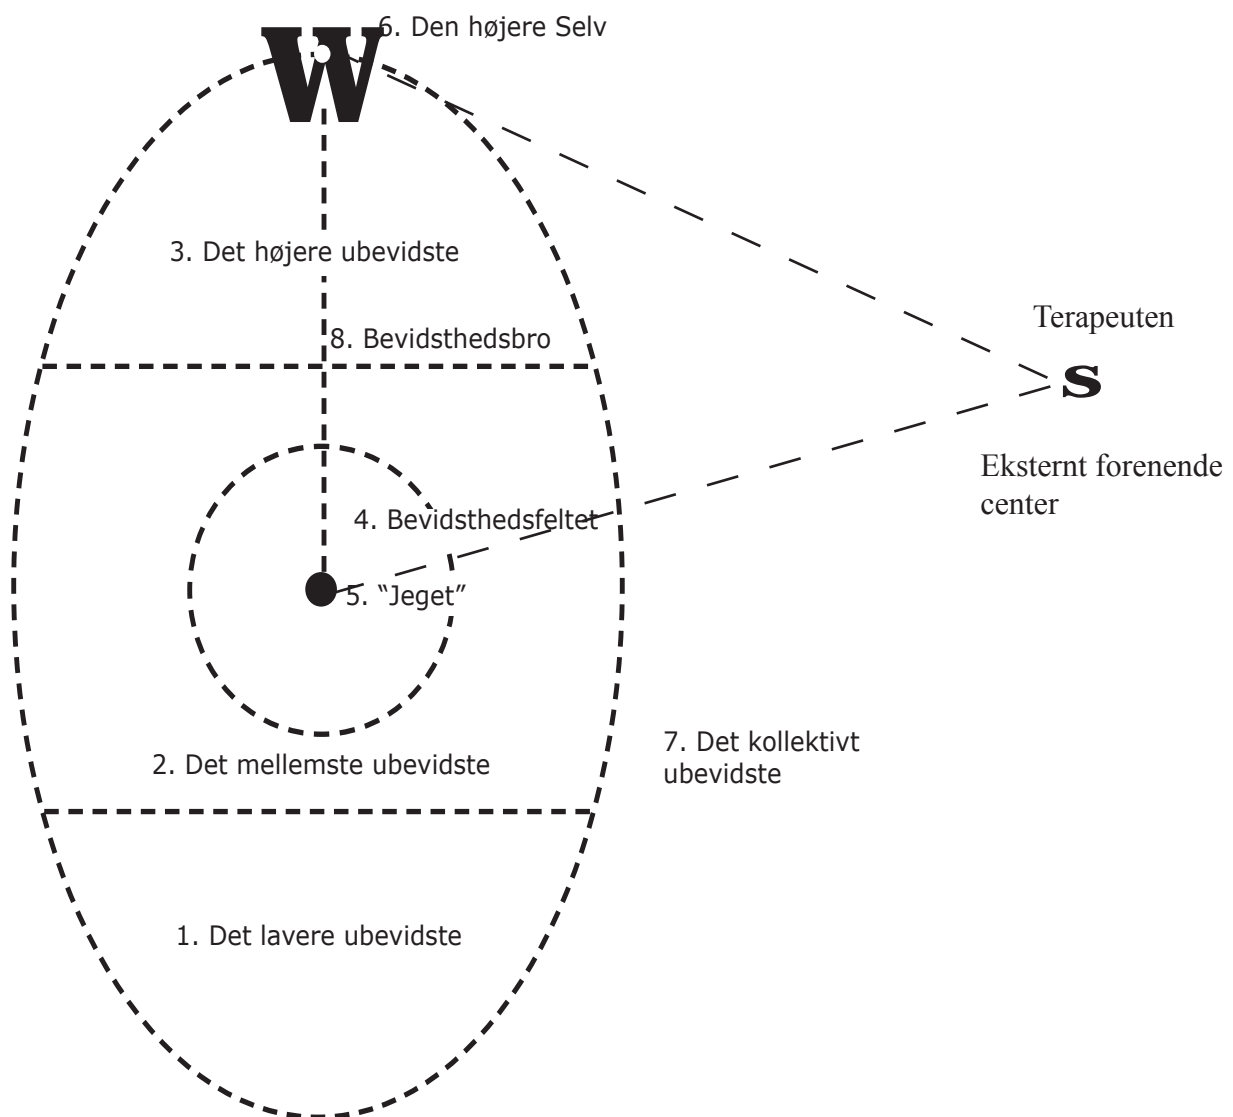 6. Den højere Selv
W
3. Det højere ubevidste
8. Bevidsthedsbro
Terapeuten
s
Eksternt forenende
center
4. Bevidsthedsfeltet
5. “Jeget”
7. Det kollektivt
ubevidste
2. Det mellemste ubevidste
1. Det lavere ubevidste